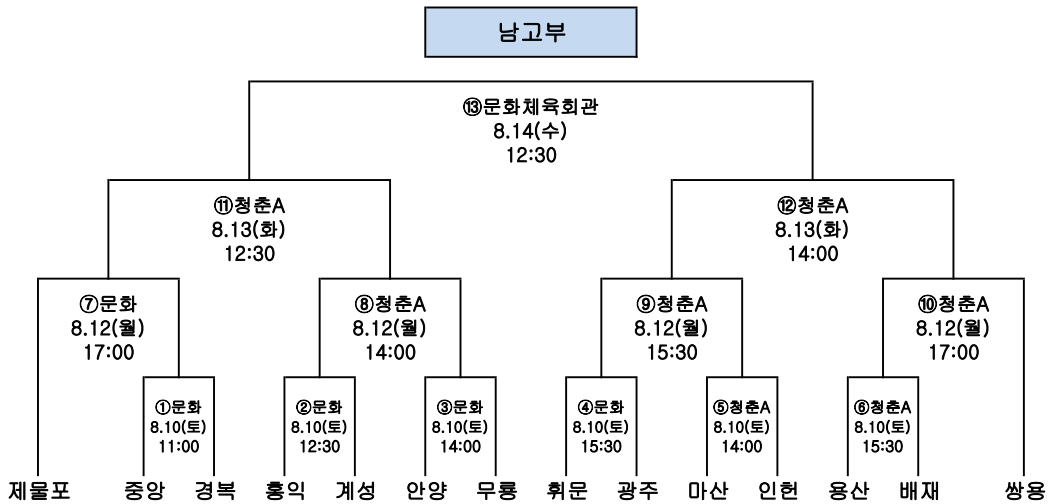 남고부
⑬문화체육회관
8.14(수)
12:30
⑪청춘A
8.13(화)
12:30
⑫청춘A
8.13(화)
14:00
⑦문화
8.12(월)
17:00
⑧청춘A
8.12(월)
14:00
⑨청춘A
8.12(월)
15:30
⑩청춘A
8.12(월)
17:00
①문화
8.10(토)
11:00
②문화
8.10(토)
12:30
③문화
8.10(토)
14:00
④문화
8.10(토)
15:30
⑤청춘A
8.10(토)
14:00
⑥청춘A
8.10(토)
15:30
제물포 중앙 경복 홍익 계성 안양 무룡 휘문 광주 마산 인헌 용산 배재 쌍용